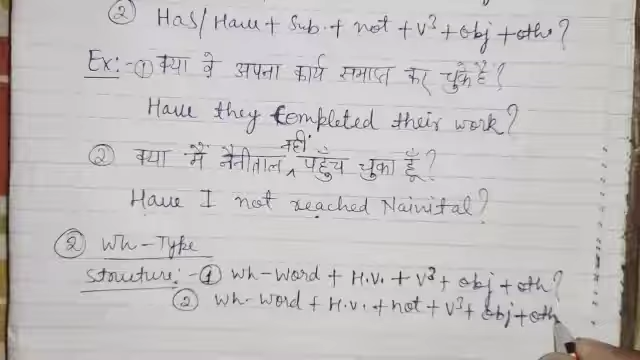 ② Has/Have + Sub. + not + V³ + obj + oth?
Ex:-① क्या वे अपना कार्य समाप्त कर चुके हैं?
Have they Completed their work?
② क्या मैं नैनीताल नहीं पहुँच चुका हूँ?
Have I not reached Nainital?
② Wh-Type
Structure:-① Wh-Word + H.V. + V³ + obj + oth?
② Wh-Word + H.V. + not + V³ + obj + oth